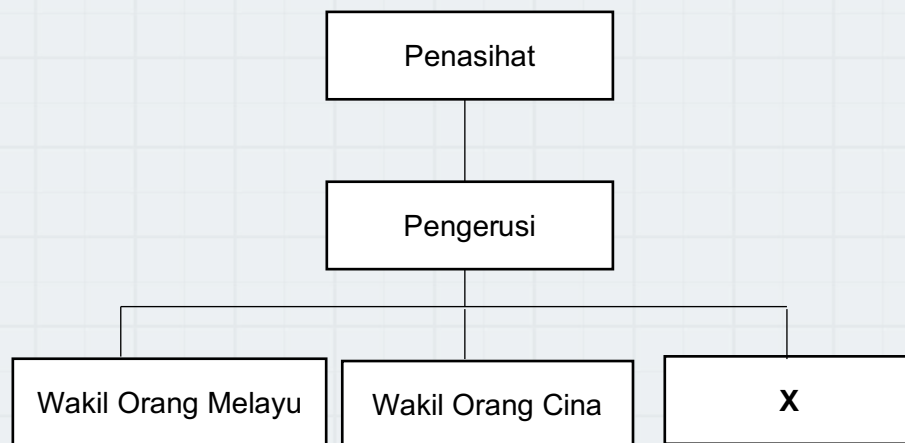 Penasihat
Pengerusi
Wakil Orang Melayu
Wakil Orang Cina
X